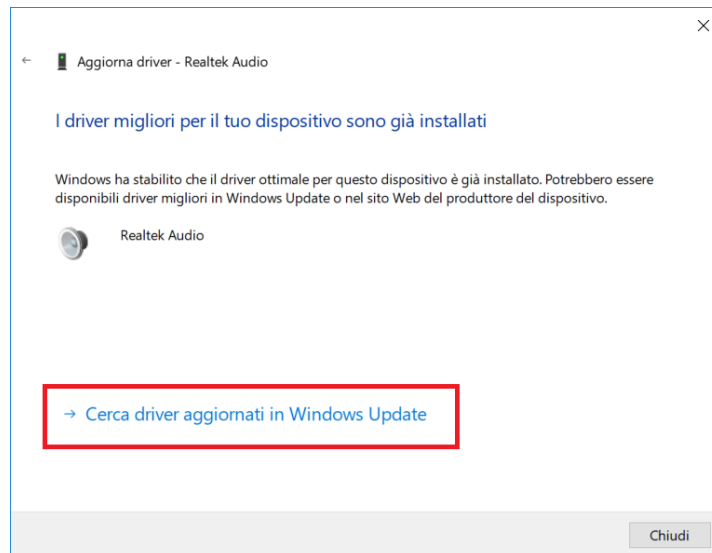 Aggiorna driver - Realtek Audio
I driver migliori per il tuo dispositivo sono già installati
Windows ha stabilito che il driver ottimale per questo dispositivo è già installato. Potrebbero essere
disponibili driver migliori in Windows Update o nel sito Web del produttore del dispositivo.
Realtek Audio
Cerca driver aggiornati in Windows Update
Chiudi